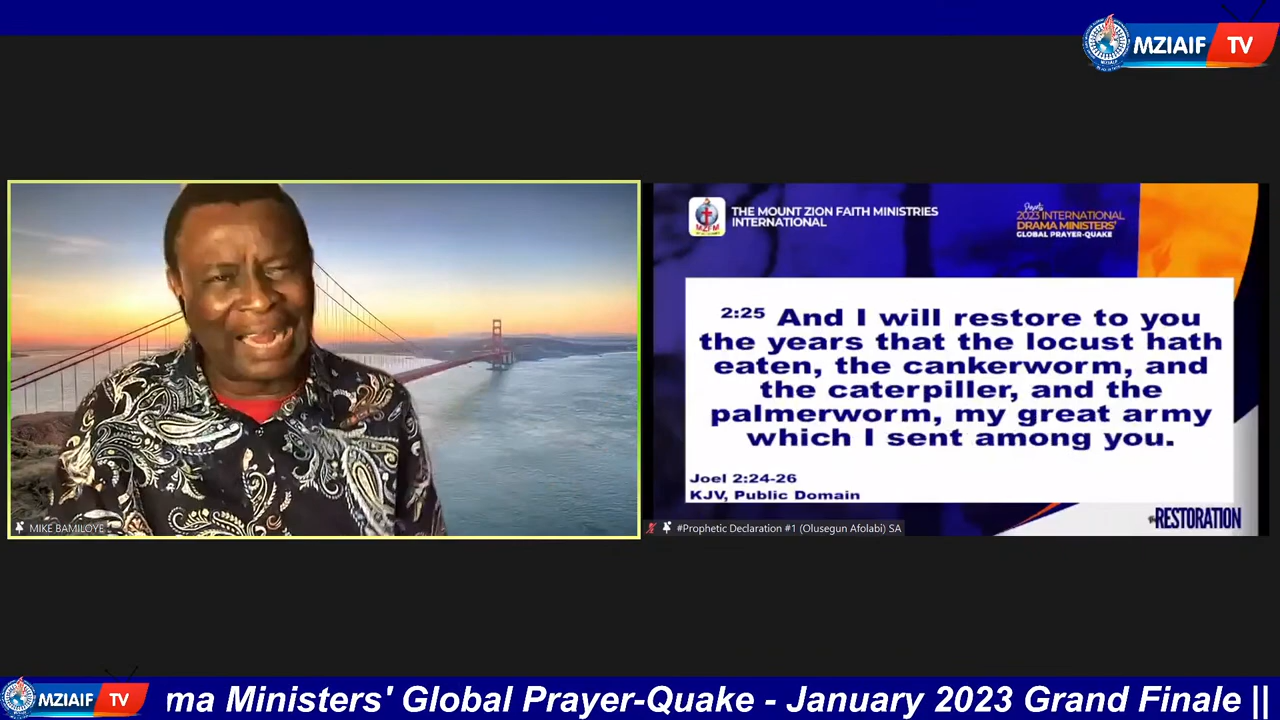 MZIAIF TV
THE MOUNT ZION FAITH MINISTRIES
INTERNATIONAL
MZFM
2023 INTERNATIONAL
DRAMA MINISTERS'
GLOBAL PRAYER-QUAKE
2:25 And I will restore to you
the years that the locust hath
eaten, the cankerworm, and
the caterpiller, and the
palmerworm, my great army
which I sent among you.
Joel 2:24-26
KJV, Public Domain
RESTORATION
MIKE BAMILOYE
#Prophetic Declaration #1 (Olusegun Afolabi) SA
MZIAIF TV
ma Ministers' Global Prayer-Quake - January 2023 Grand Finale ||